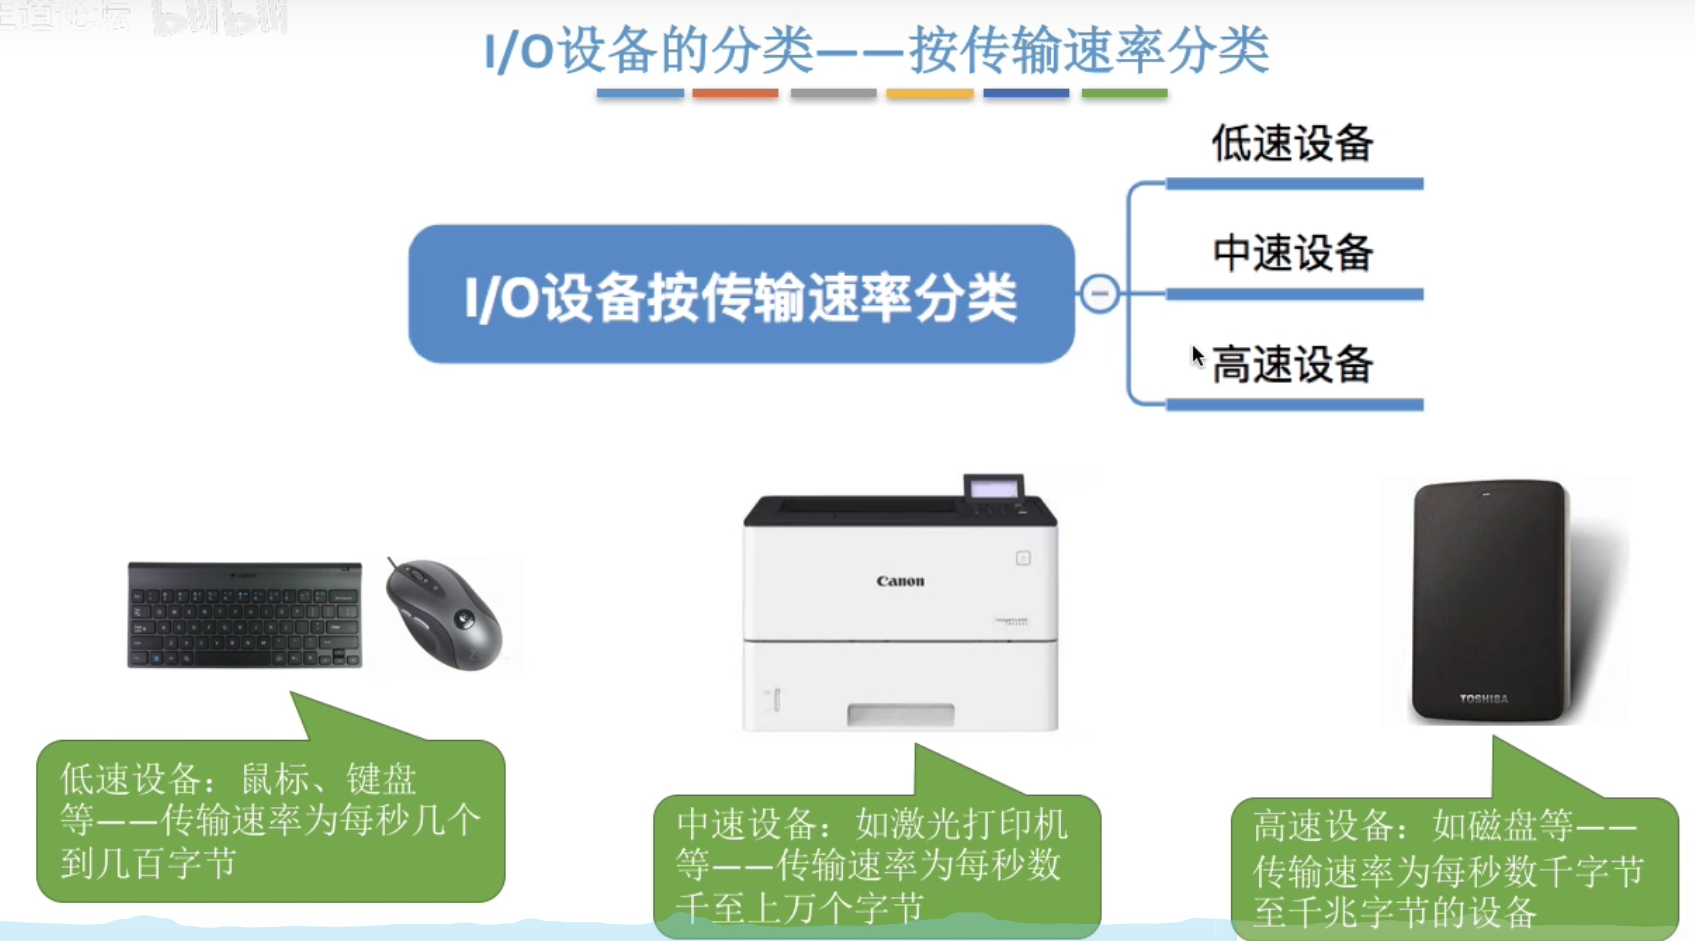 王道论坛 bilibili
I/O设备的分类——按传输速率分类
低速设备
I/O设备按传输速率分类
中速设备
高速设备
Canon
TOSHIBA
低速设备：鼠标、键盘
等——传输速率为每秒几个
到几百字节
中速设备：如激光打印机
等——传输速率为每秒数
千至上万个字节
高速设备：如磁盘等——
传输速率为每秒数千字节
至千兆字节的设备